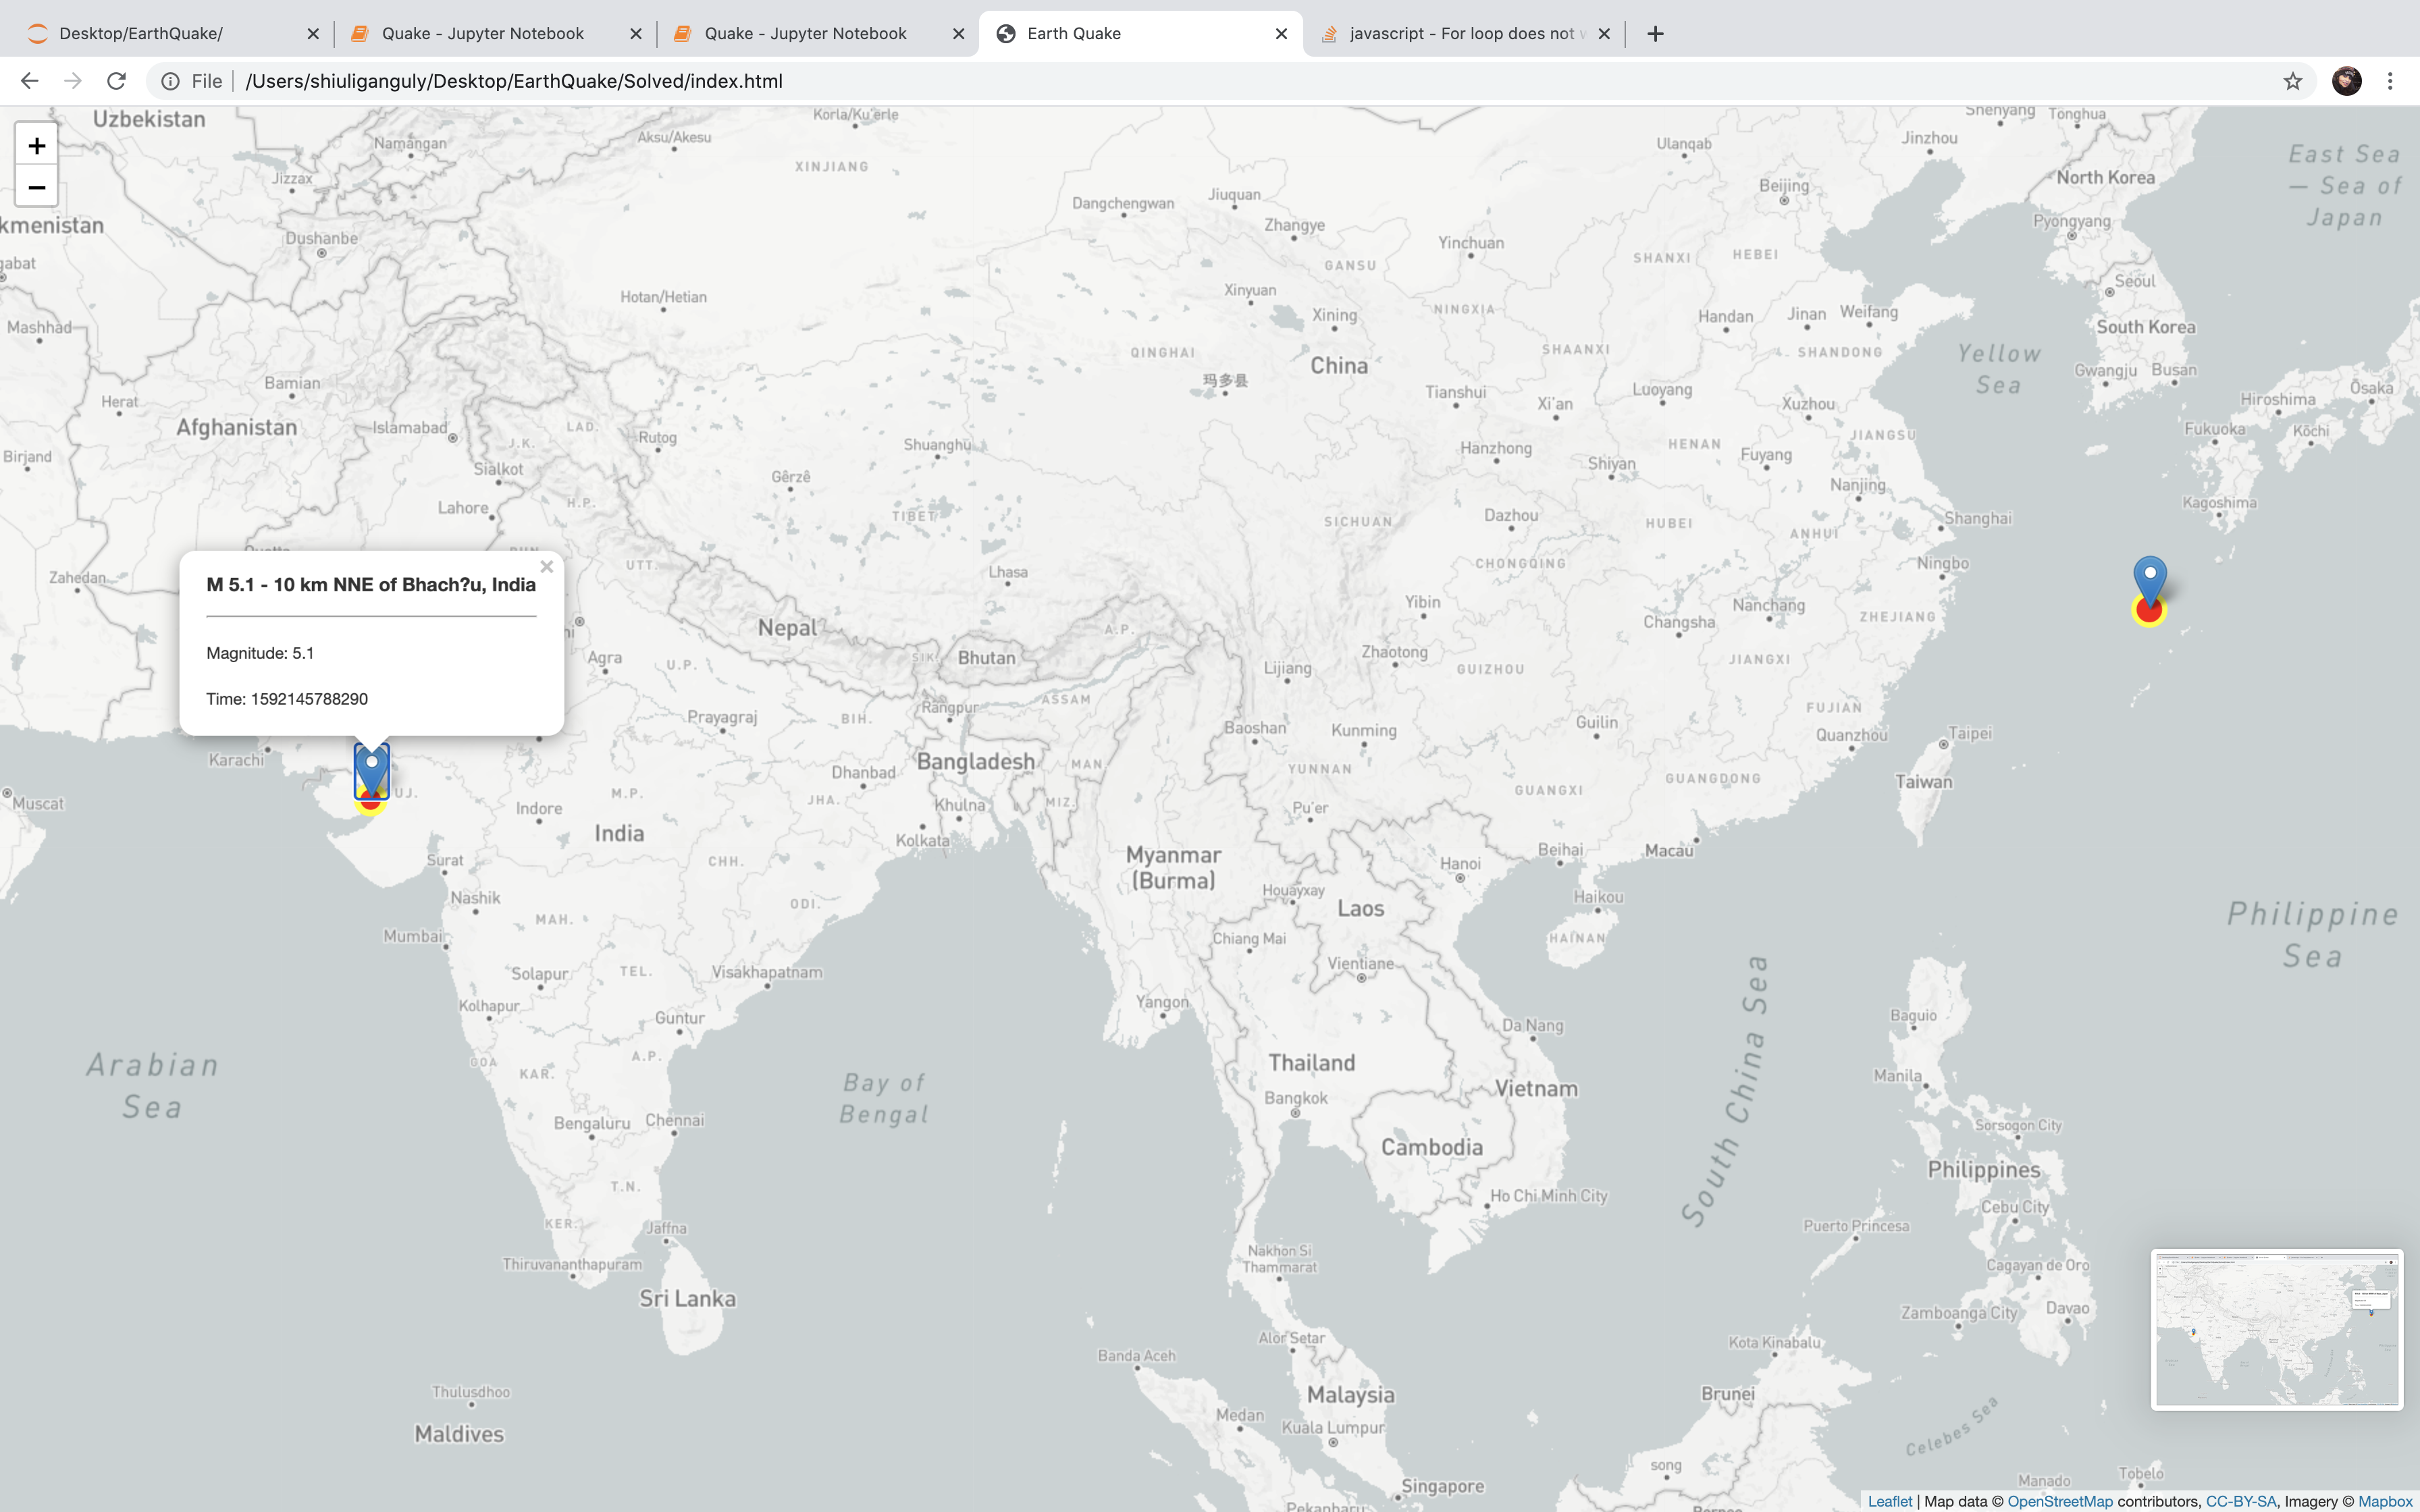 Desktop/EarthQuake/
Quake - Jupyter Notebook
Quake - Jupyter Notebook
Earth Quake
javascript - For loop does not
File
/Users/shiuliganguly/Desktop/EarthQuake/Solved/index.html
+
−
Uzbekistan
Korla/Ku'erle
Shenyang
Tonghua
Namangan
Aksu/Akesu
XINJIANG
Ulanqab
Jinzhou
East Sea
— Sea of
Japan
Jizzax
Dangchengwan
Jiuquan
Beijing
North Korea
kmenistan
Dushanbe
Zhangye
Yinchuan
Pyongyang
gabat
GANSU
SHANXI
HEBEI
Hotan/Hetian
Xinyuan
Seoul
Mashhad
Xining
NINGXIA
Handan
Jinan
Weifang
South Korea
QINGHAI
China
SHAANXI
SHANDONG
Yellow
Sea
Bamian
玛多县
Tianshui
Luoyang
Gwangju
Busan
Ōsaka
Herat
Xi'an
Xuzhou
Hiroshima
Afghanistan
Islamabad
J.K.
LAD.
Rutog
Shuanghu
Hanzhong
HENAN
JIANGSU
Fukuoka
Kōchi
Birjand
Sialkot
Gêrzê
Shiyan
Fuyang
Nanjing
Lahore
H.P.
TIBET
SICHUAN
Dazhou
HUBEI
ANHUI
Shanghai
Kagoshima
Zahedan
UTT.
Lhasa
CHONGQING
Ningbo
M 5.1 - 10 km NNE of Bhach?u, India
Magnitude: 5.1
Time: 1592145788290
Nepal
SIK.
Bhutan
A.P.
Yibin
Changsha
Nanchang
ZHEJIANG
Agra
U.P.
Lijiang
Zhaotong
GUIZHOU
JIANGXI
Prayagraj
BIH.
Rangpur
ASSAM
Baoshan
Kunming
Guilin
FUJIAN
Quanzhou
Taipei
Karachi
Dhanbad
Bangladesh
MAN.
YUNNAN
GUANGXI
GUANGDONG
Taiwan
Muscat
UJ.
Indore
M.P.
JHA.
Khulna
MIZ.
Pu'er
India
Kolkata
Surat
CHH.
Myanmar
(Burma)
Hanoi
Beihai
Macau
Nashik
ODI.
Houayxay
Laos
Haikou
Philippine
Sea
Mumbai
MAH.
Chiang Mai
HAINAN
Solapur
TEL.
Visakhapatnam
Vientiane
Kolhapur
Guntur
Yangon
South China Sea
GOA
KAR.
A.P.
Da Nang
Baguio
Arabian
Sea
Bay of
Bengal
Thailand
Bangkok
Vietnam
Manila
Bengaluru
Chennai
Cambodia
Sorsogon City
T.N.
Philippines
KER.
Jaffna
Ho Chi Minh City
Cebu City
Thiruvananthapuram
Nakhon Si
Thammarat
Puerto Princesa
Cagayan de Oro
Sri Lanka
Zamboanga City
Davao
Alor Setar
Kota Kinabalu
Banda Aceh
Thulusdhoo
Maldives
Malaysia
Brunei
Medan
Kuala Lumpur
Celebes Sea
song
Singapore
Manado
Tobelo
Pekanbaru
Leaflet | Map data © OpenStreetMap contributors, CC-BY-SA, Imagery © Mapbox